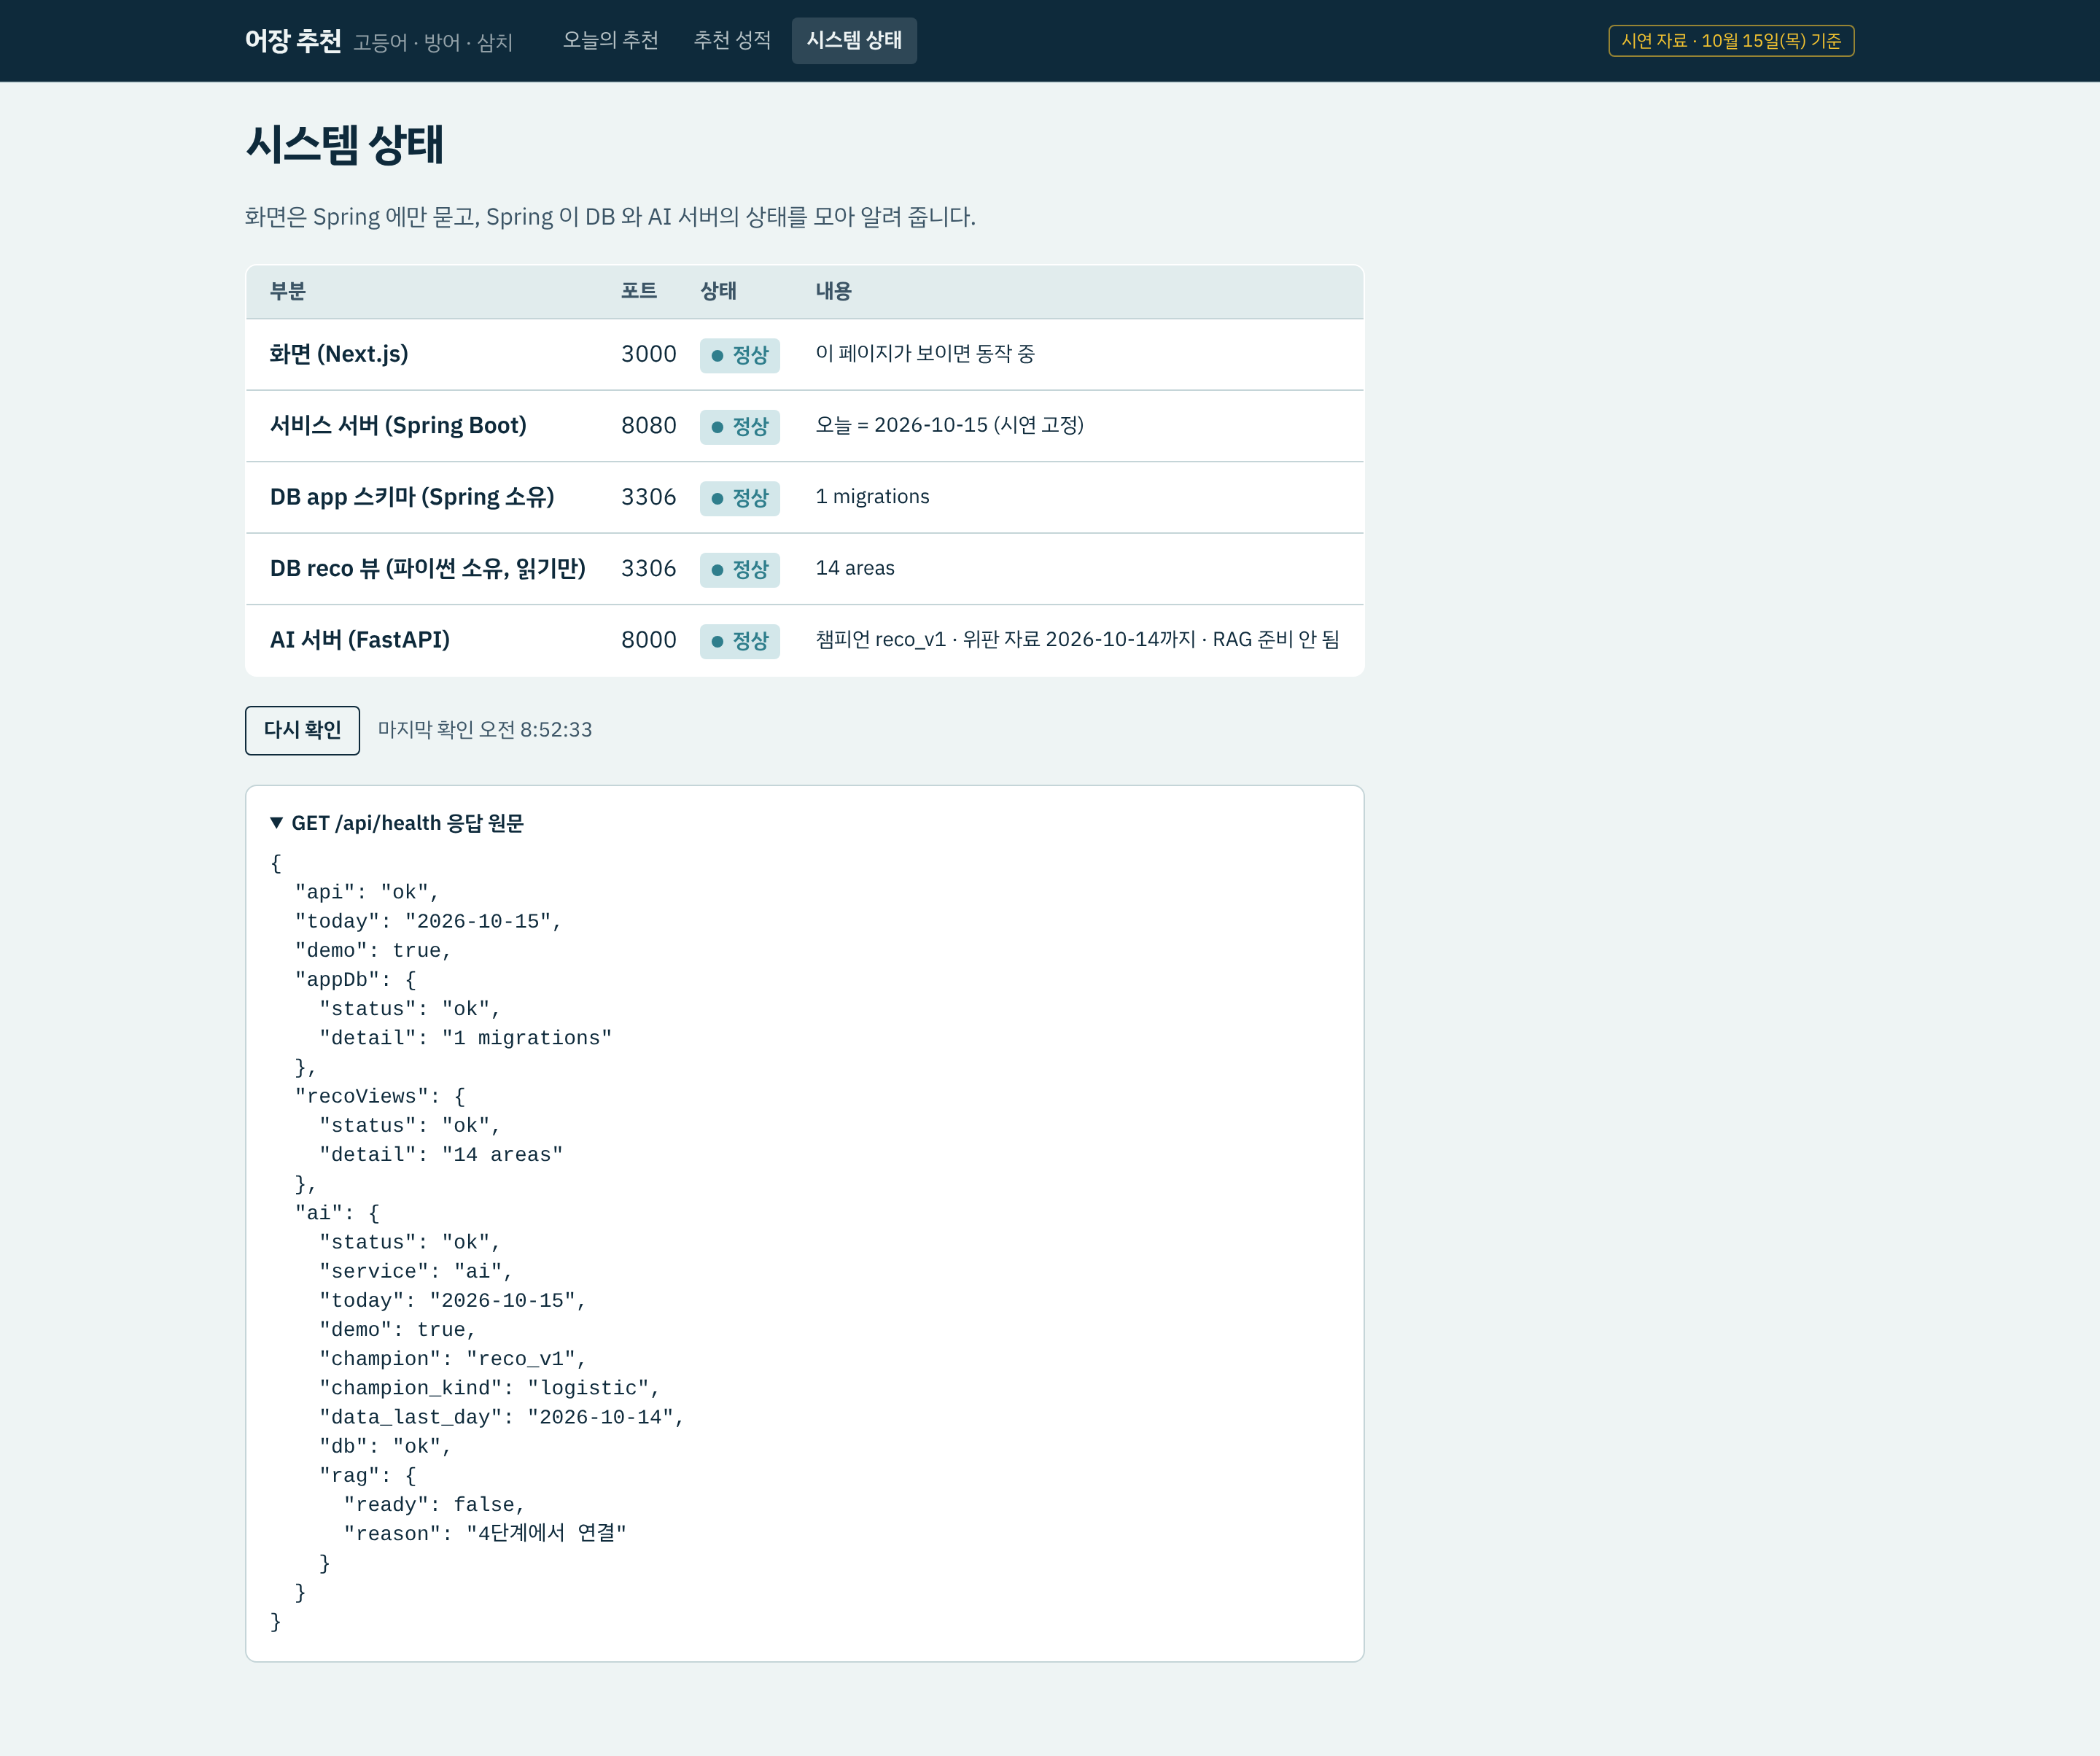 어장 추천 고등어 · 방어 · 삼치 오늘의 추천 추천 성적 시스템 상태 시연 자료 · 10월 15일(목) 기준
시스템 상태
화면은 Spring 에만 묻고, Spring 이 DB 와 AI 서버의 상태를 모아 알려 줍니다.
부분 포트 상태 내용
화면 (Next.js) 3000 정상 이 페이지가 보이면 동작 중
서비스 서버 (Spring Boot) 8080 정상 오늘 = 2026-10-15 (시연 고정)
DB app 스키마 (Spring 소유) 3306 정상 1 migrations
DB reco 뷰 (파이썬 소유, 읽기만) 3306 정상 14 areas
AI 서버 (FastAPI) 8000 정상 챔피언 reco_v1 · 위판 자료 2026-10-14까지 · RAG 준비 안 됨
다시 확인 마지막 확인 오전 8:52:33
▼ GET /api/health 응답 원문
{
  "api": "ok",
  "today": "2026-10-15",
  "demo": true,
  "appDb": {
    "status": "ok",
    "detail": "1 migrations"
  },
  "recoViews": {
    "status": "ok",
    "detail": "14 areas"
  },
  "ai": {
    "status": "ok",
    "service": "ai",
    "today": "2026-10-15",
    "demo": true,
    "champion": "reco_v1",
    "champion_kind": "logistic",
    "data_last_day": "2026-10-14",
    "db": "ok",
    "rag": {
      "ready": false,
      "reason": "4단계에서 연결"
    }
  }
}